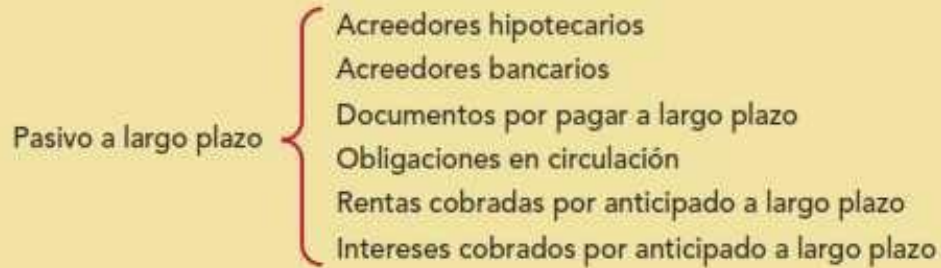 Pasivo a largo plazo
Acreedores hipotecarios
Acreedores bancarios
Documentos por pagar a largo plazo
Obligaciones en circulación
Rentas cobradas por anticipado a largo plazo
Intereses cobrados por anticipado a largo plazo